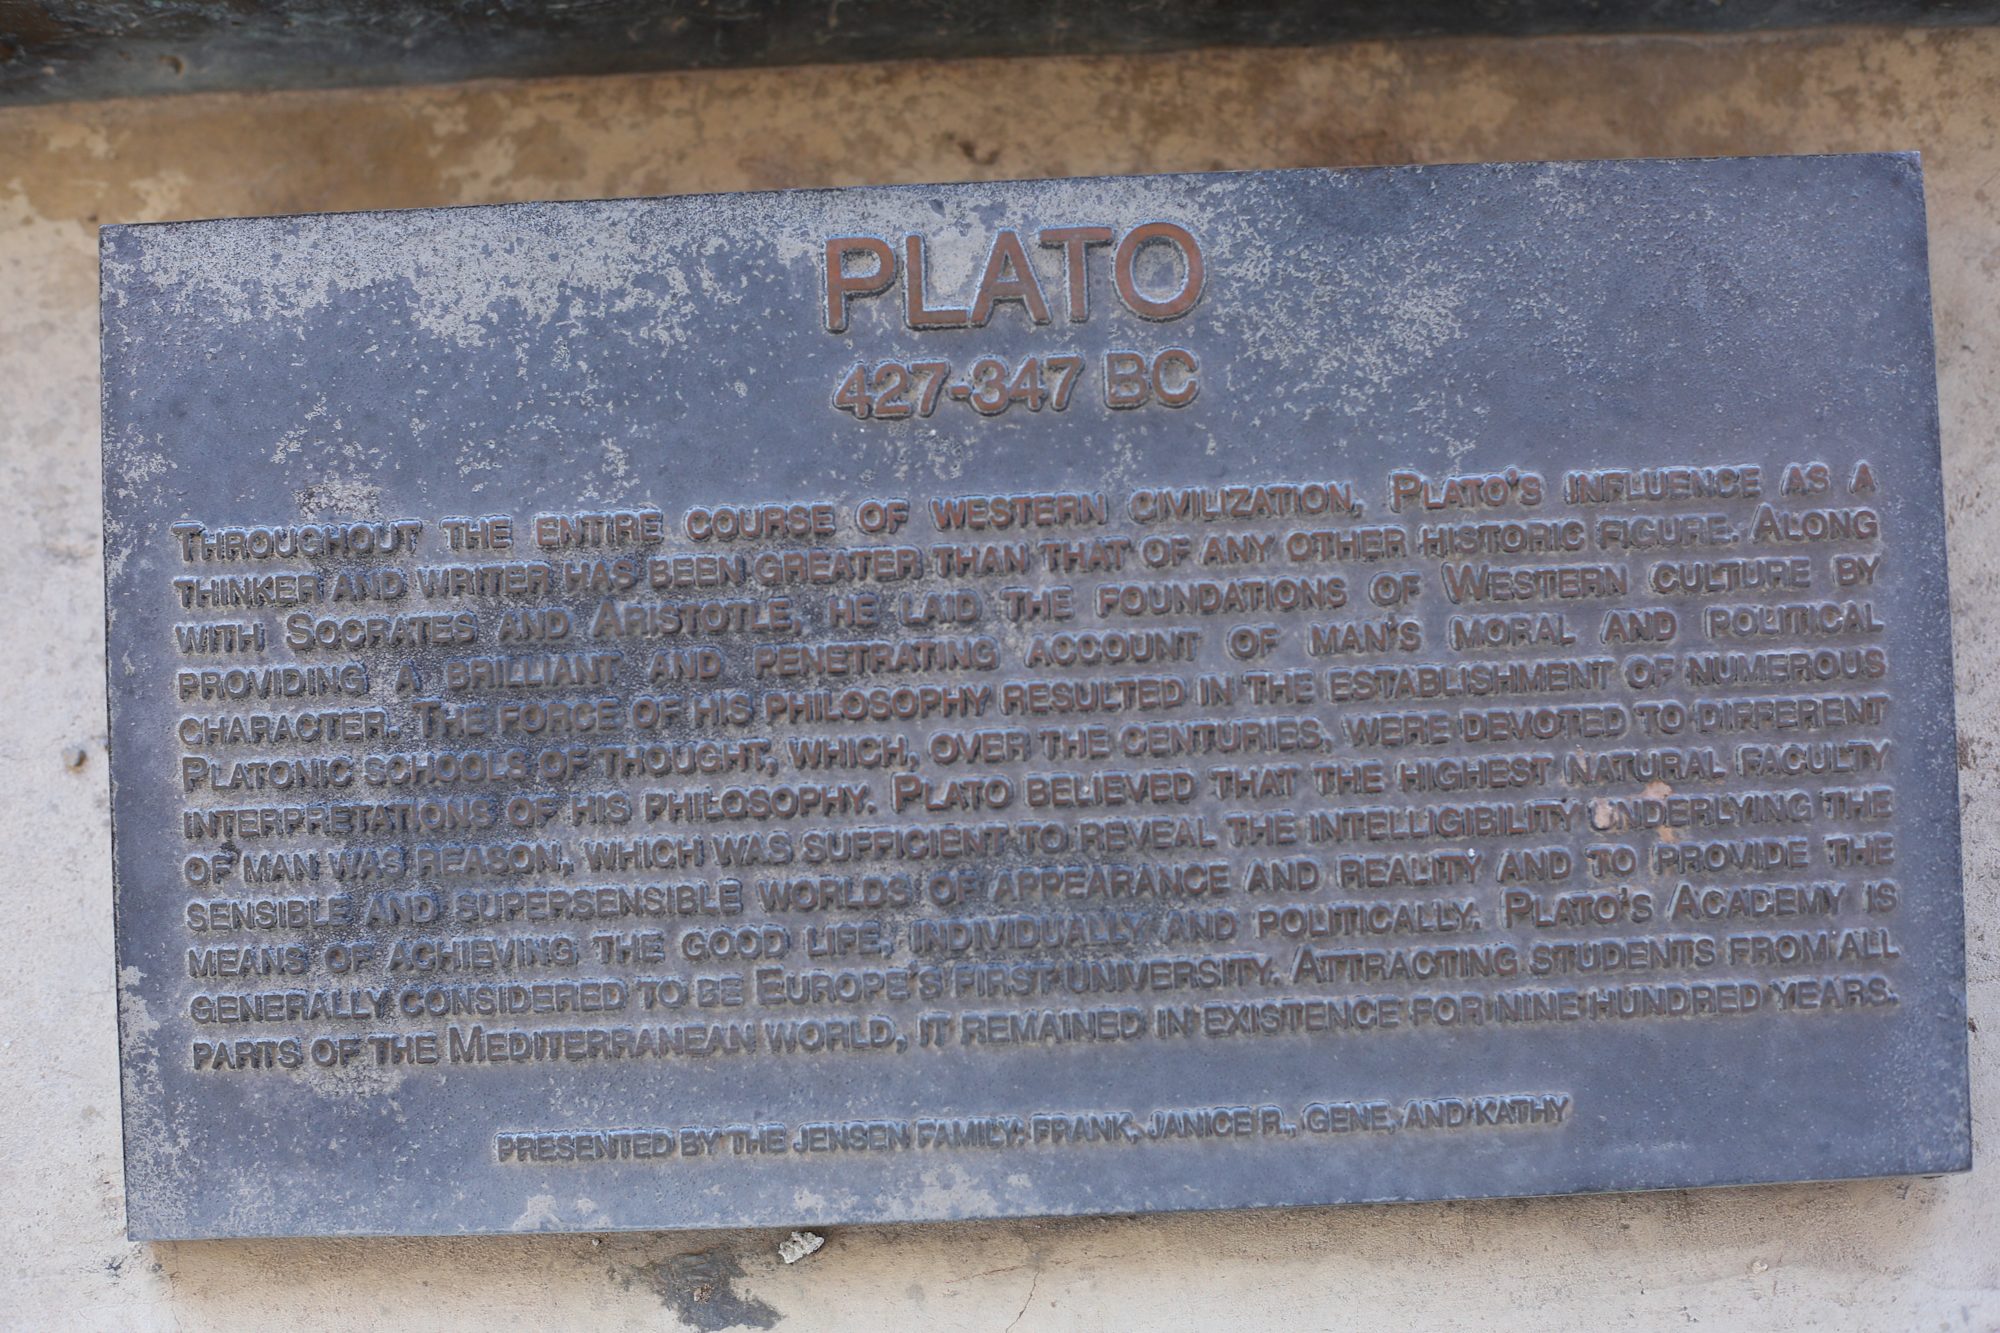 PLATO
427-347 BC
THROUGHOUT THE ENTIRE COURSE OF WESTERN CIVILIZATION, PLATO'S INFLUENCE AS A
THINKER AND WRITER HAS BEEN GREATER THAN THAT OF ANY OTHER HISTORIC FIGURE. ALONG
WITH SOCRATES AND ARISTOTLE, HE LAID THE FOUNDATIONS OF WESTERN CULTURE BY
PROVIDING A BRILLIANT AND PENETRATING ACCOUNT OF MAN'S MORAL AND POLITICAL
CHARACTER. THE FORCE OF HIS PHILOSOPHY RESULTED IN THE ESTABLISHMENT OF NUMEROUS
PLATONIC SCHOOLS OF THOUGHT, WHICH, OVER THE CENTURIES, WERE DEVOTED TO DIFFERENT
INTERPRETATIONS OF HIS PHILOSOPHY. PLATO BELIEVED THAT THE HIGHEST NATURAL FACULTY
OF MAN WAS REASON, WHICH WAS SUFFICIENT TO REVEAL THE INTELLIGIBILITY UNDERLYING THE
SENSIBLE AND SUPERSENSIBLE WORLDS OF APPEARANCE AND REALITY AND TO PROVIDE THE
MEANS OF ACHIEVING THE GOOD LIFE, INDIVIDUALLY AND POLITICALLY. PLATO'S ACADEMY IS
GENERALLY CONSIDERED TO BE EUROPE'S FIRST UNIVERSITY. ATTRACTING STUDENTS FROM ALL
PARTS OF THE MEDITERRANEAN WORLD, IT REMAINED IN EXISTENCE FOR NINE HUNDRED YEARS.
PRESENTED BY THE JENSEN FAMILY: FRANK, JANICE R., GENE, AND KATHY